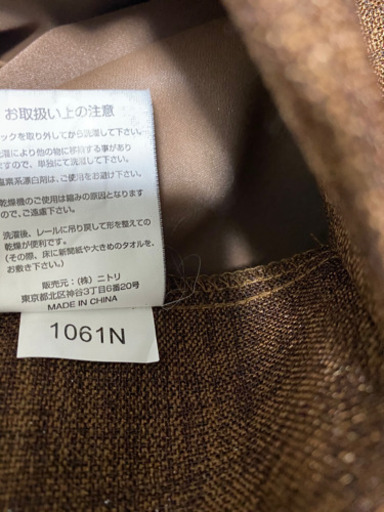 お取扱い上の注意
ックを取り外してから洗濯して下さい。
洗濯により他の物に移染する事があり
ますので、単独にて洗濯して下さい。
塩素系漂白剤は、ご使用をお避け下さい。
乾燥機のご使用は縮みの原因となります
ので、ご遠慮下さい。
洗濯後、レールに吊り戻して形を整えての
乾燥が便利です。
(その際、床に新聞紙や大きめのタオルを、
お敷き下さい。)
販売元:(株)ニトリ
東京都北区神谷3丁目6番20号
MADE IN CHINA
1061N